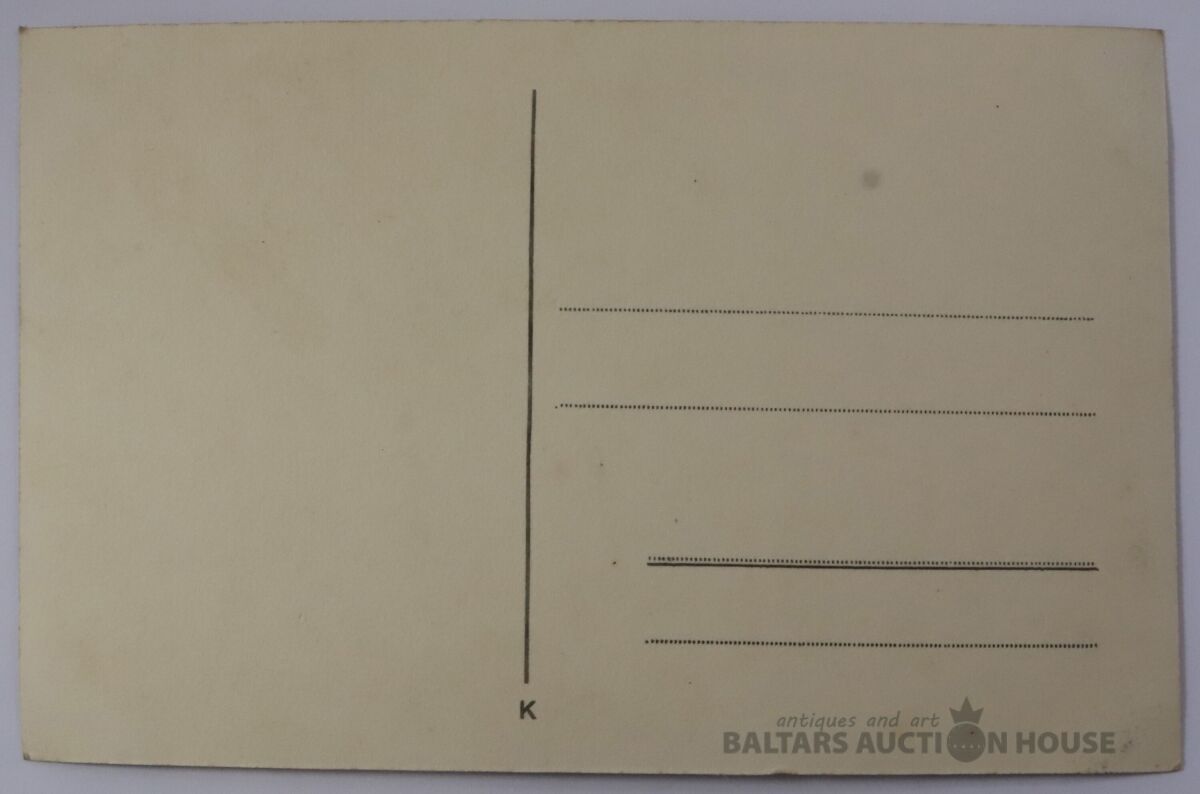 K
antiques and art
BALTARS AUCTION HOUSE